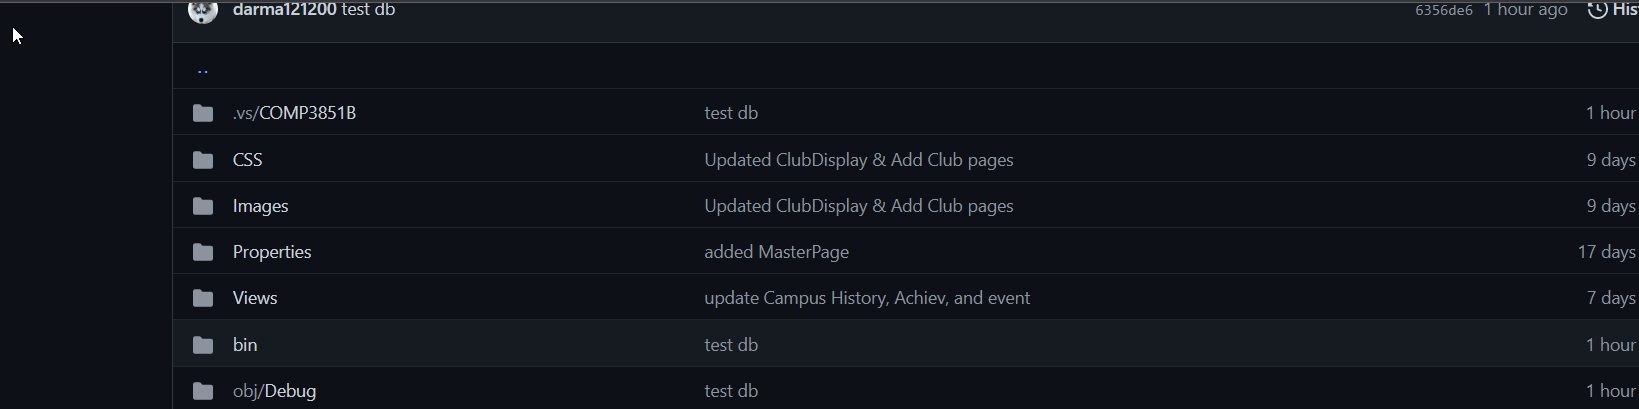 darma121200 test db 6356de6 1 hour ago His
..
.vs/COMP3851B test db 1 hour
CSS Updated ClubDisplay & Add Club pages 9 days
Images Updated ClubDisplay & Add Club pages 9 days
Properties added MasterPage 17 days
Views update Campus History, Achiev, and event 7 days
bin test db 1 hour
obj/Debug test db 1 hour